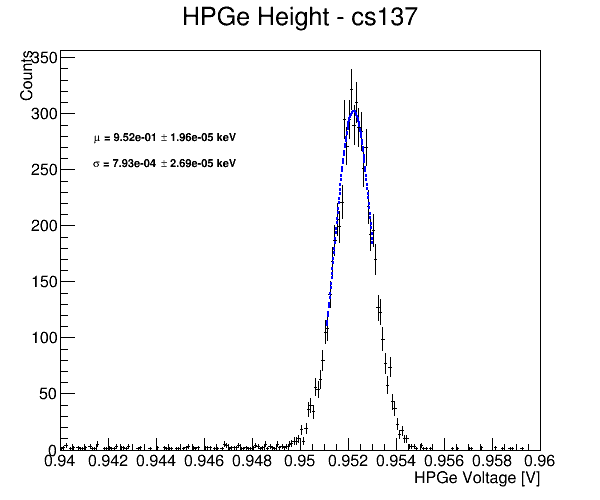 HPGe Height - cs137
Counts
350
300
250
200
150
100
50
0
μ = 9.52e-01 ± 1.96e-05 keV
σ = 7.93e-04 ± 2.69e-05 keV
0.94 0.942 0.944 0.946 0.948 0.95 0.952 0.954 0.956 0.958 0.96
HPGe Voltage [V]